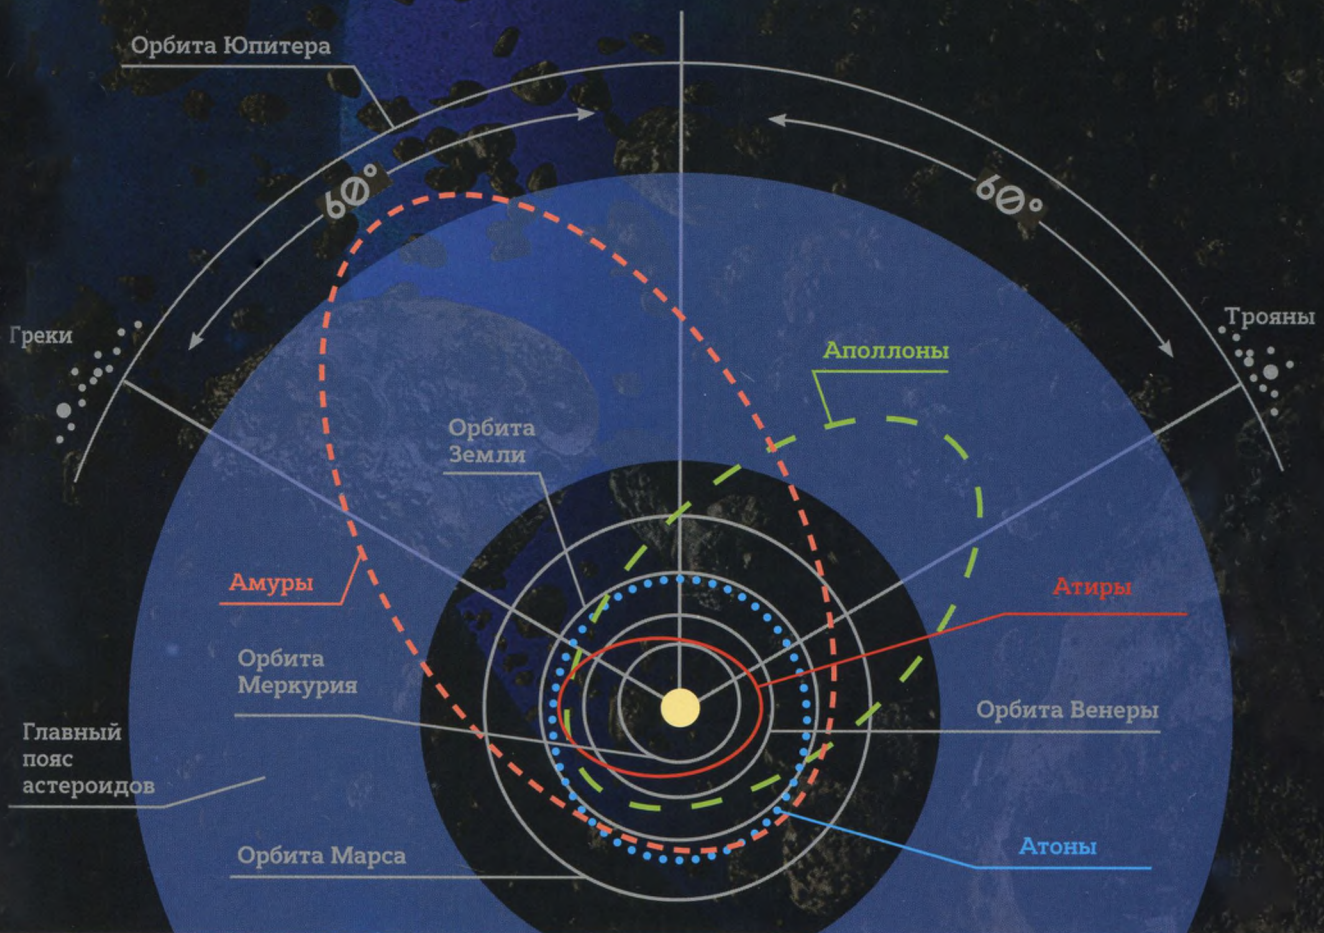 Орбита Юпитера
60°
60°
Греки
Трояны
Аполлоны
Орбита
Земли
Амуры
Атиры
Орбита
Меркурия
Орбита Венеры
Главный
пояс
астероидов
Орбита Марса
Атоны